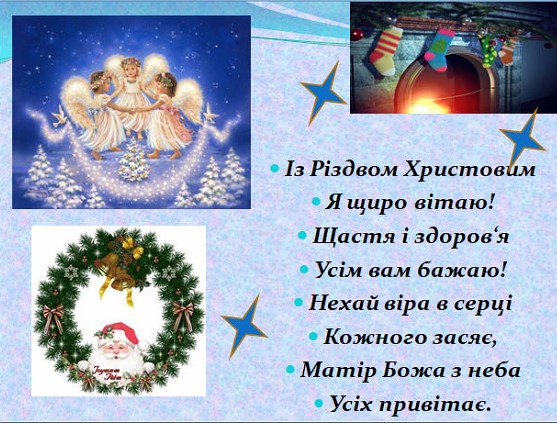 Із Різдвом Христовим
Я щиро вітаю!
Щастя і здоров‘я
Усім вам бажаю!
Нехай віра в серці
Кожного засяє,
Матір Божа з неба
Усіх привітає.